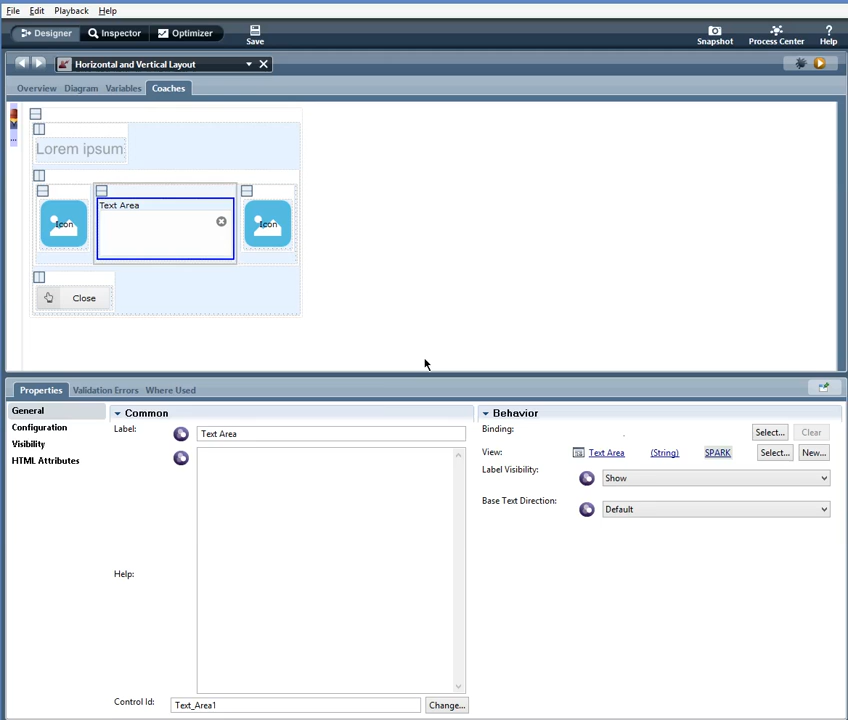 File Edit Playback Help
Designer Inspector Optimizer Save Snapshot Process Center Help
Horizontal and Vertical Layout
Overview Diagram Variables Coaches
Lorem ipsum
Text Area
Icon Icon
Close
Properties Validation Errors Where Used
General
Configuration
Visibility
HTML Attributes
Common
Label: Text Area
Help:
Control Id: Text_Area1 Change...
Behavior
Binding: Select... Clear
View: Text Area (String) SPARK Select... New...
Label Visibility: Show
Base Text Direction: Default